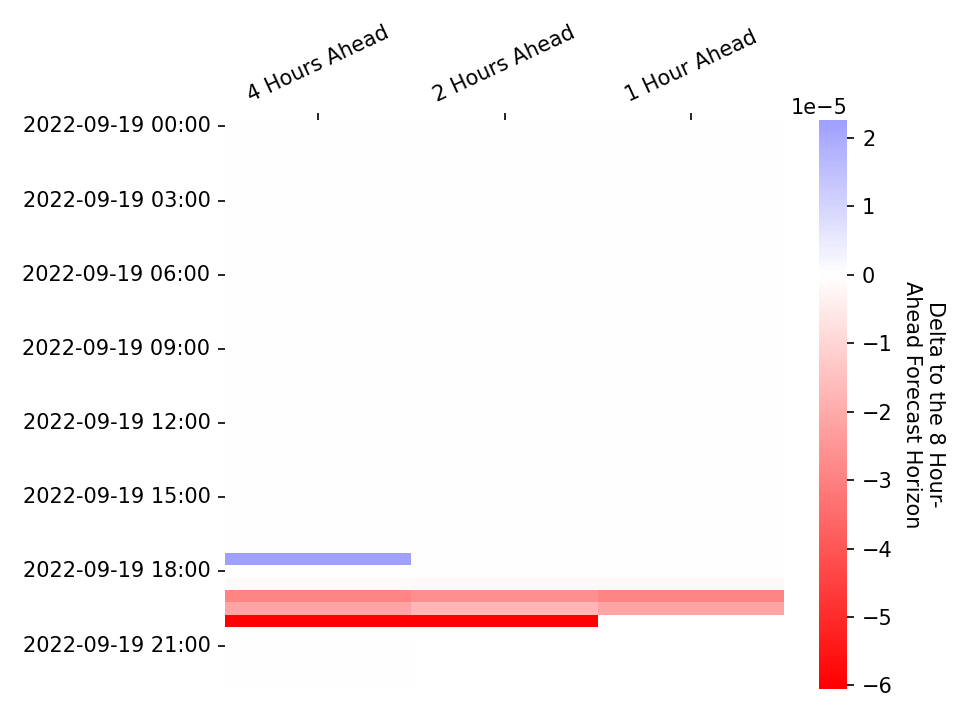 4 Hours Ahead
2 Hours Ahead
1 Hour Ahead
1e−5
2022-09-19 00:00
2022-09-19 03:00
2022-09-19 06:00
2022-09-19 09:00
2022-09-19 12:00
2022-09-19 15:00
2022-09-19 18:00
2022-09-19 21:00
2
1
0
−1
−2
−3
−4
−5
−6
Delta to the 8 Hour-
Ahead Forecast Horizon